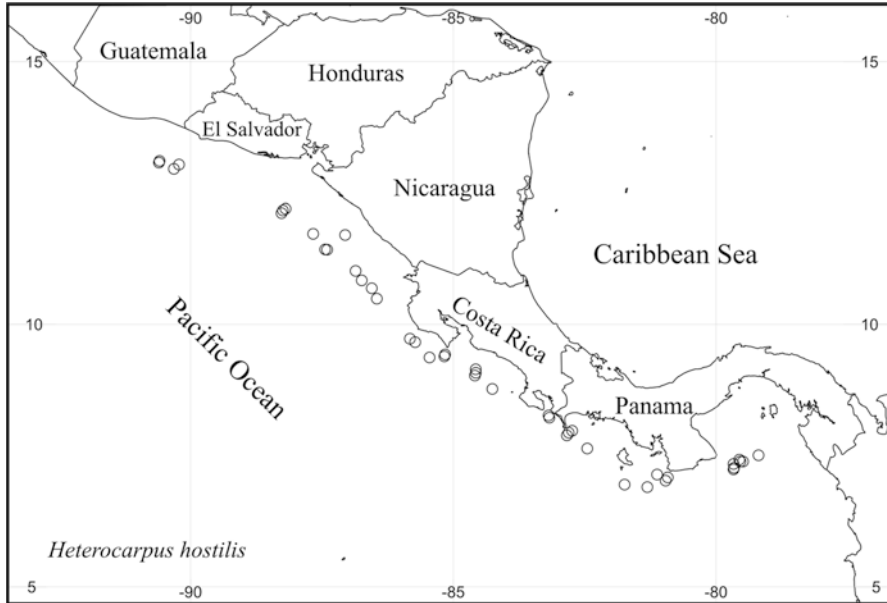 -90 -85 -80
Guatemala
15 15
Honduras
El Salvador
Nicaragua
Caribbean Sea
10 10
Costa Rica
Pacific Ocean
Panama
Heterocarpus hostilis
5 5
-90 -85 -80